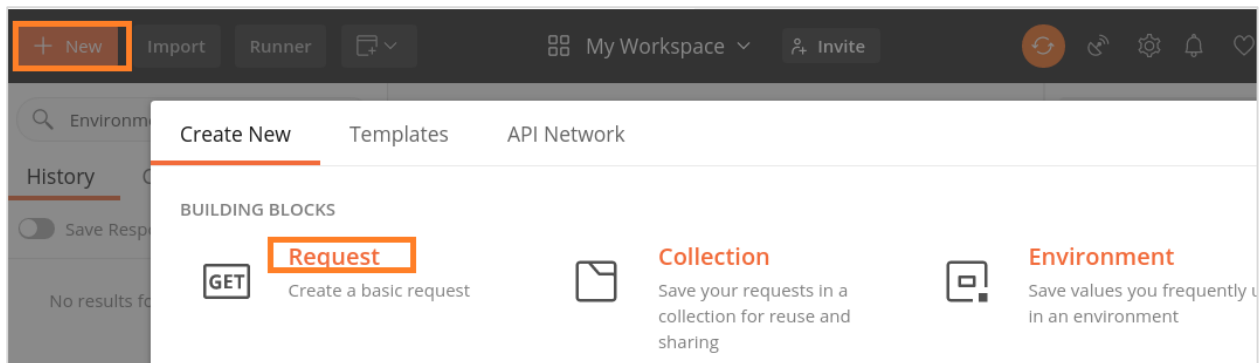 + New Import Runner My Workspace Invite
Create New Templates API Network
History
BUILDING BLOCKS
Request Collection Environment
GET Create a basic request Save your requests in a Save values you frequently
collection for reuse and in an environment
sharing
Save
No results